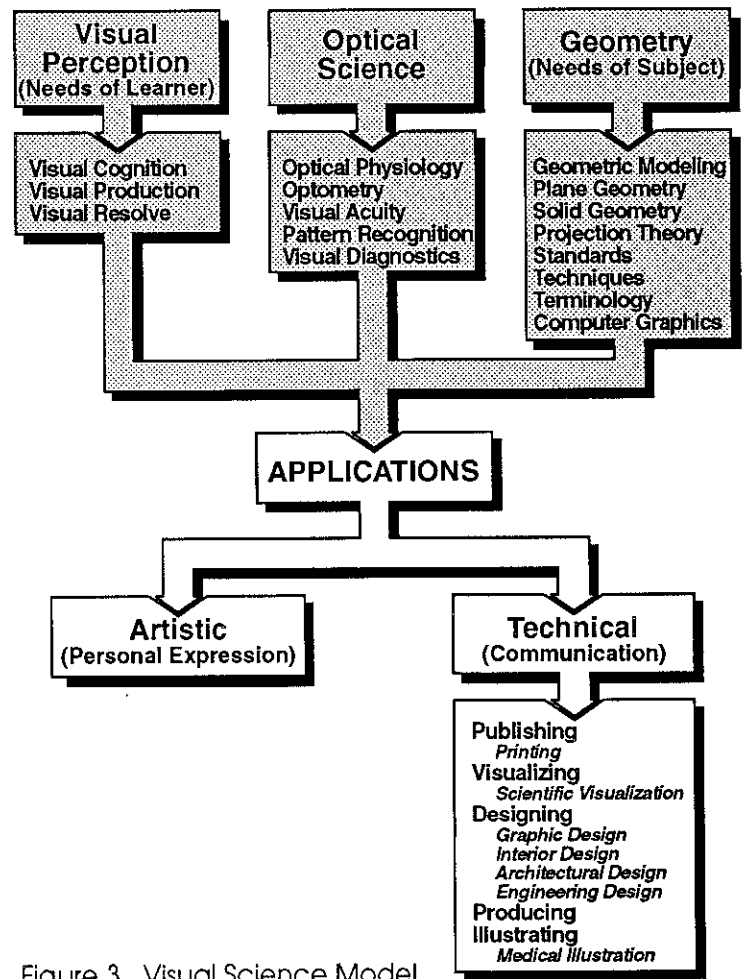 Visual
Perception
(Needs of Learner)
Optical
Science
Geometry
(Needs of Subject)
Visual Cognition
Visual Production
Visual Resolve
Optical Physiology
Optometry
Visual Acuity
Pattern Recognition
Visual Diagnostics
Geometric Modeling
Plane Geometry
Solid Geometry
Projection Theory
Standards
Techniques
Terminology
Computer Graphics
APPLICATIONS
Artistic
(Personal Expression)
Technical
(Communication)
Publishing
Printing
Visualizing
Scientific Visualization
Designing
Graphic Design
Interior Design
Architectural Design
Engineering Design
Producing
Illustrating
Medical Illustration
Figure 3. Visual Science Model